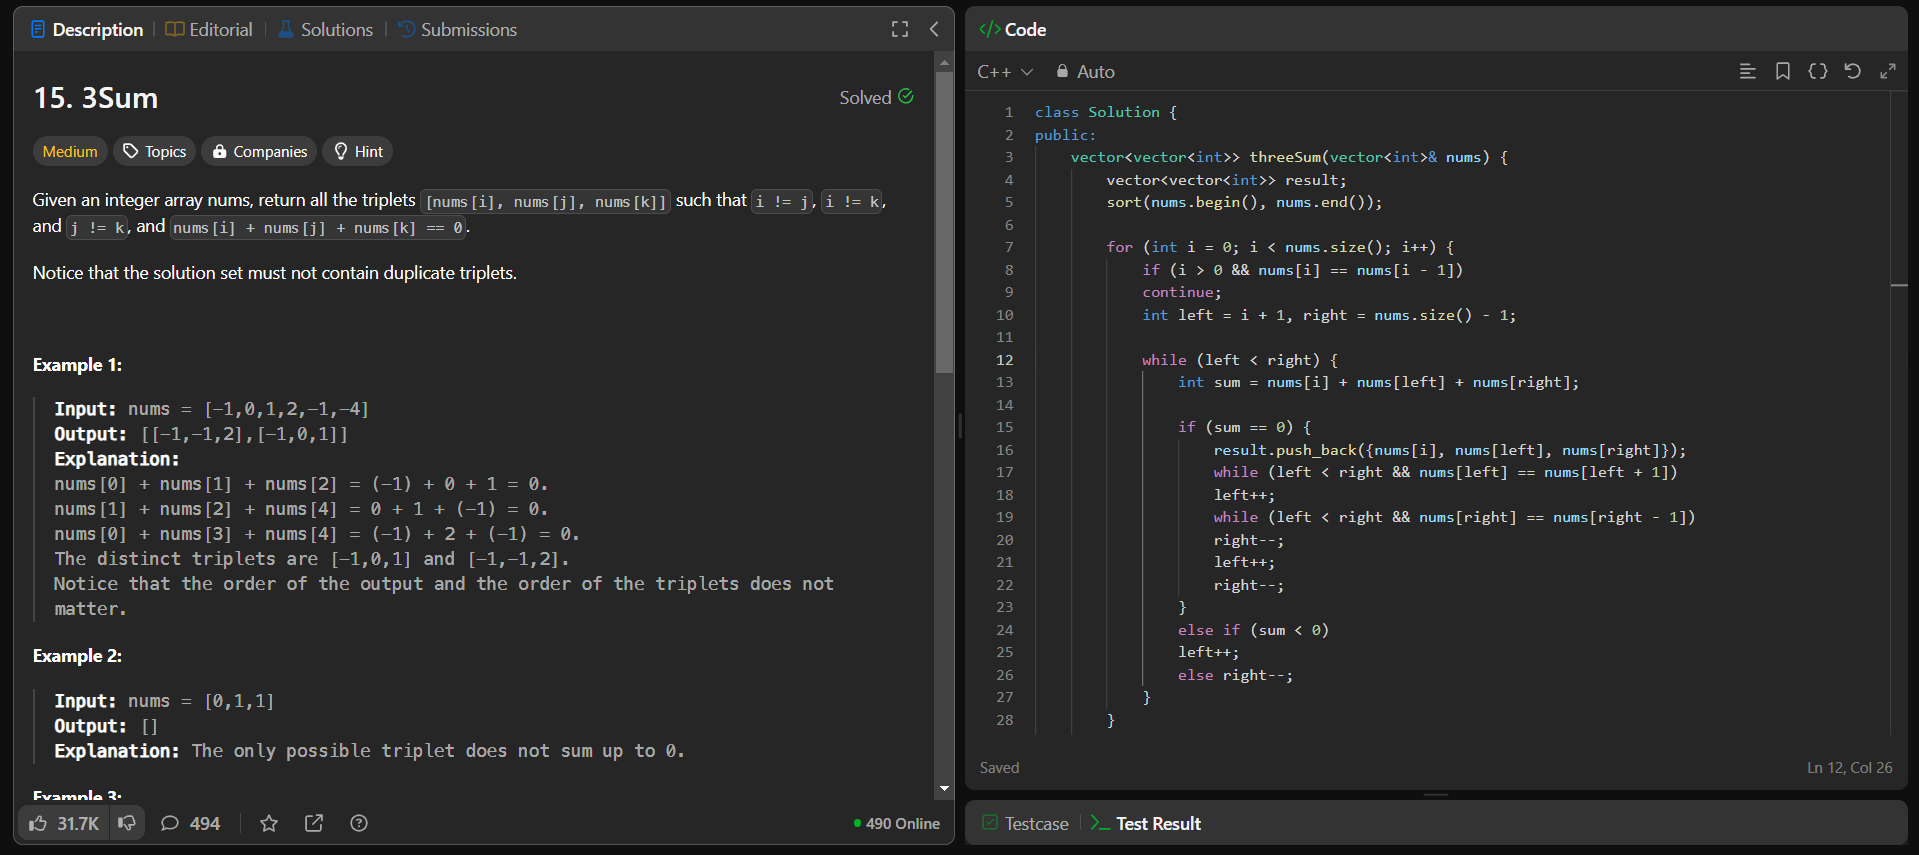 Description
Editorial
Solutions
Submissions
15. 3Sum
Solved
Medium
Topics
Companies
Hint
Given an integer array nums, return all the triplets [nums[i], nums[j], nums[k]] such that i != j, i != k,
and j != k, and nums[i] + nums[j] + nums[k] == 0.
Notice that the solution set must not contain duplicate triplets.
Example 1:
Input: nums = [-1,0,1,2,-1,-4]
Output: [[-1,-1,2],[-1,0,1]]
Explanation:
nums[0] + nums[1] + nums[2] = (-1) + 0 + 1 = 0.
nums[1] + nums[2] + nums[4] = 0 + 1 + (-1) = 0.
nums[0] + nums[3] + nums[4] = (-1) + 2 + (-1) = 0.
The distinct triplets are [-1,0,1] and [-1,-1,2].
Notice that the order of the output and the order of the triplets does not
matter.
Example 2:
Input: nums = [0,1,1]
Output: []
Explanation: The only possible triplet does not sum up to 0.
Example 3:
31.7K
494
490 Online
</> Code
C++
Auto
1 class Solution {
2 public:
3 vector<vector<int>> threeSum(vector<int>& nums) {
4 vector<vector<int>> result;
5 sort(nums.begin(), nums.end());
6
7 for (int i = 0; i < nums.size(); i++) {
8 if (i > 0 && nums[i] == nums[i - 1])
9 continue;
10 int left = i + 1, right = nums.size() - 1;
11
12 while (left < right) {
13 int sum = nums[i] + nums[left] + nums[right];
14
15 if (sum == 0) {
16 result.push_back({nums[i], nums[left], nums[right]});
17 while (left < right && nums[left] == nums[left + 1])
18 left++;
19 while (left < right && nums[right] == nums[right - 1])
20 right--;
21 left++;
22 right--;
23 }
24 else if (sum < 0)
25 left++;
26 else right--;
27 }
28 }
Saved
Ln 12, Col 26
Testcase
Test Result